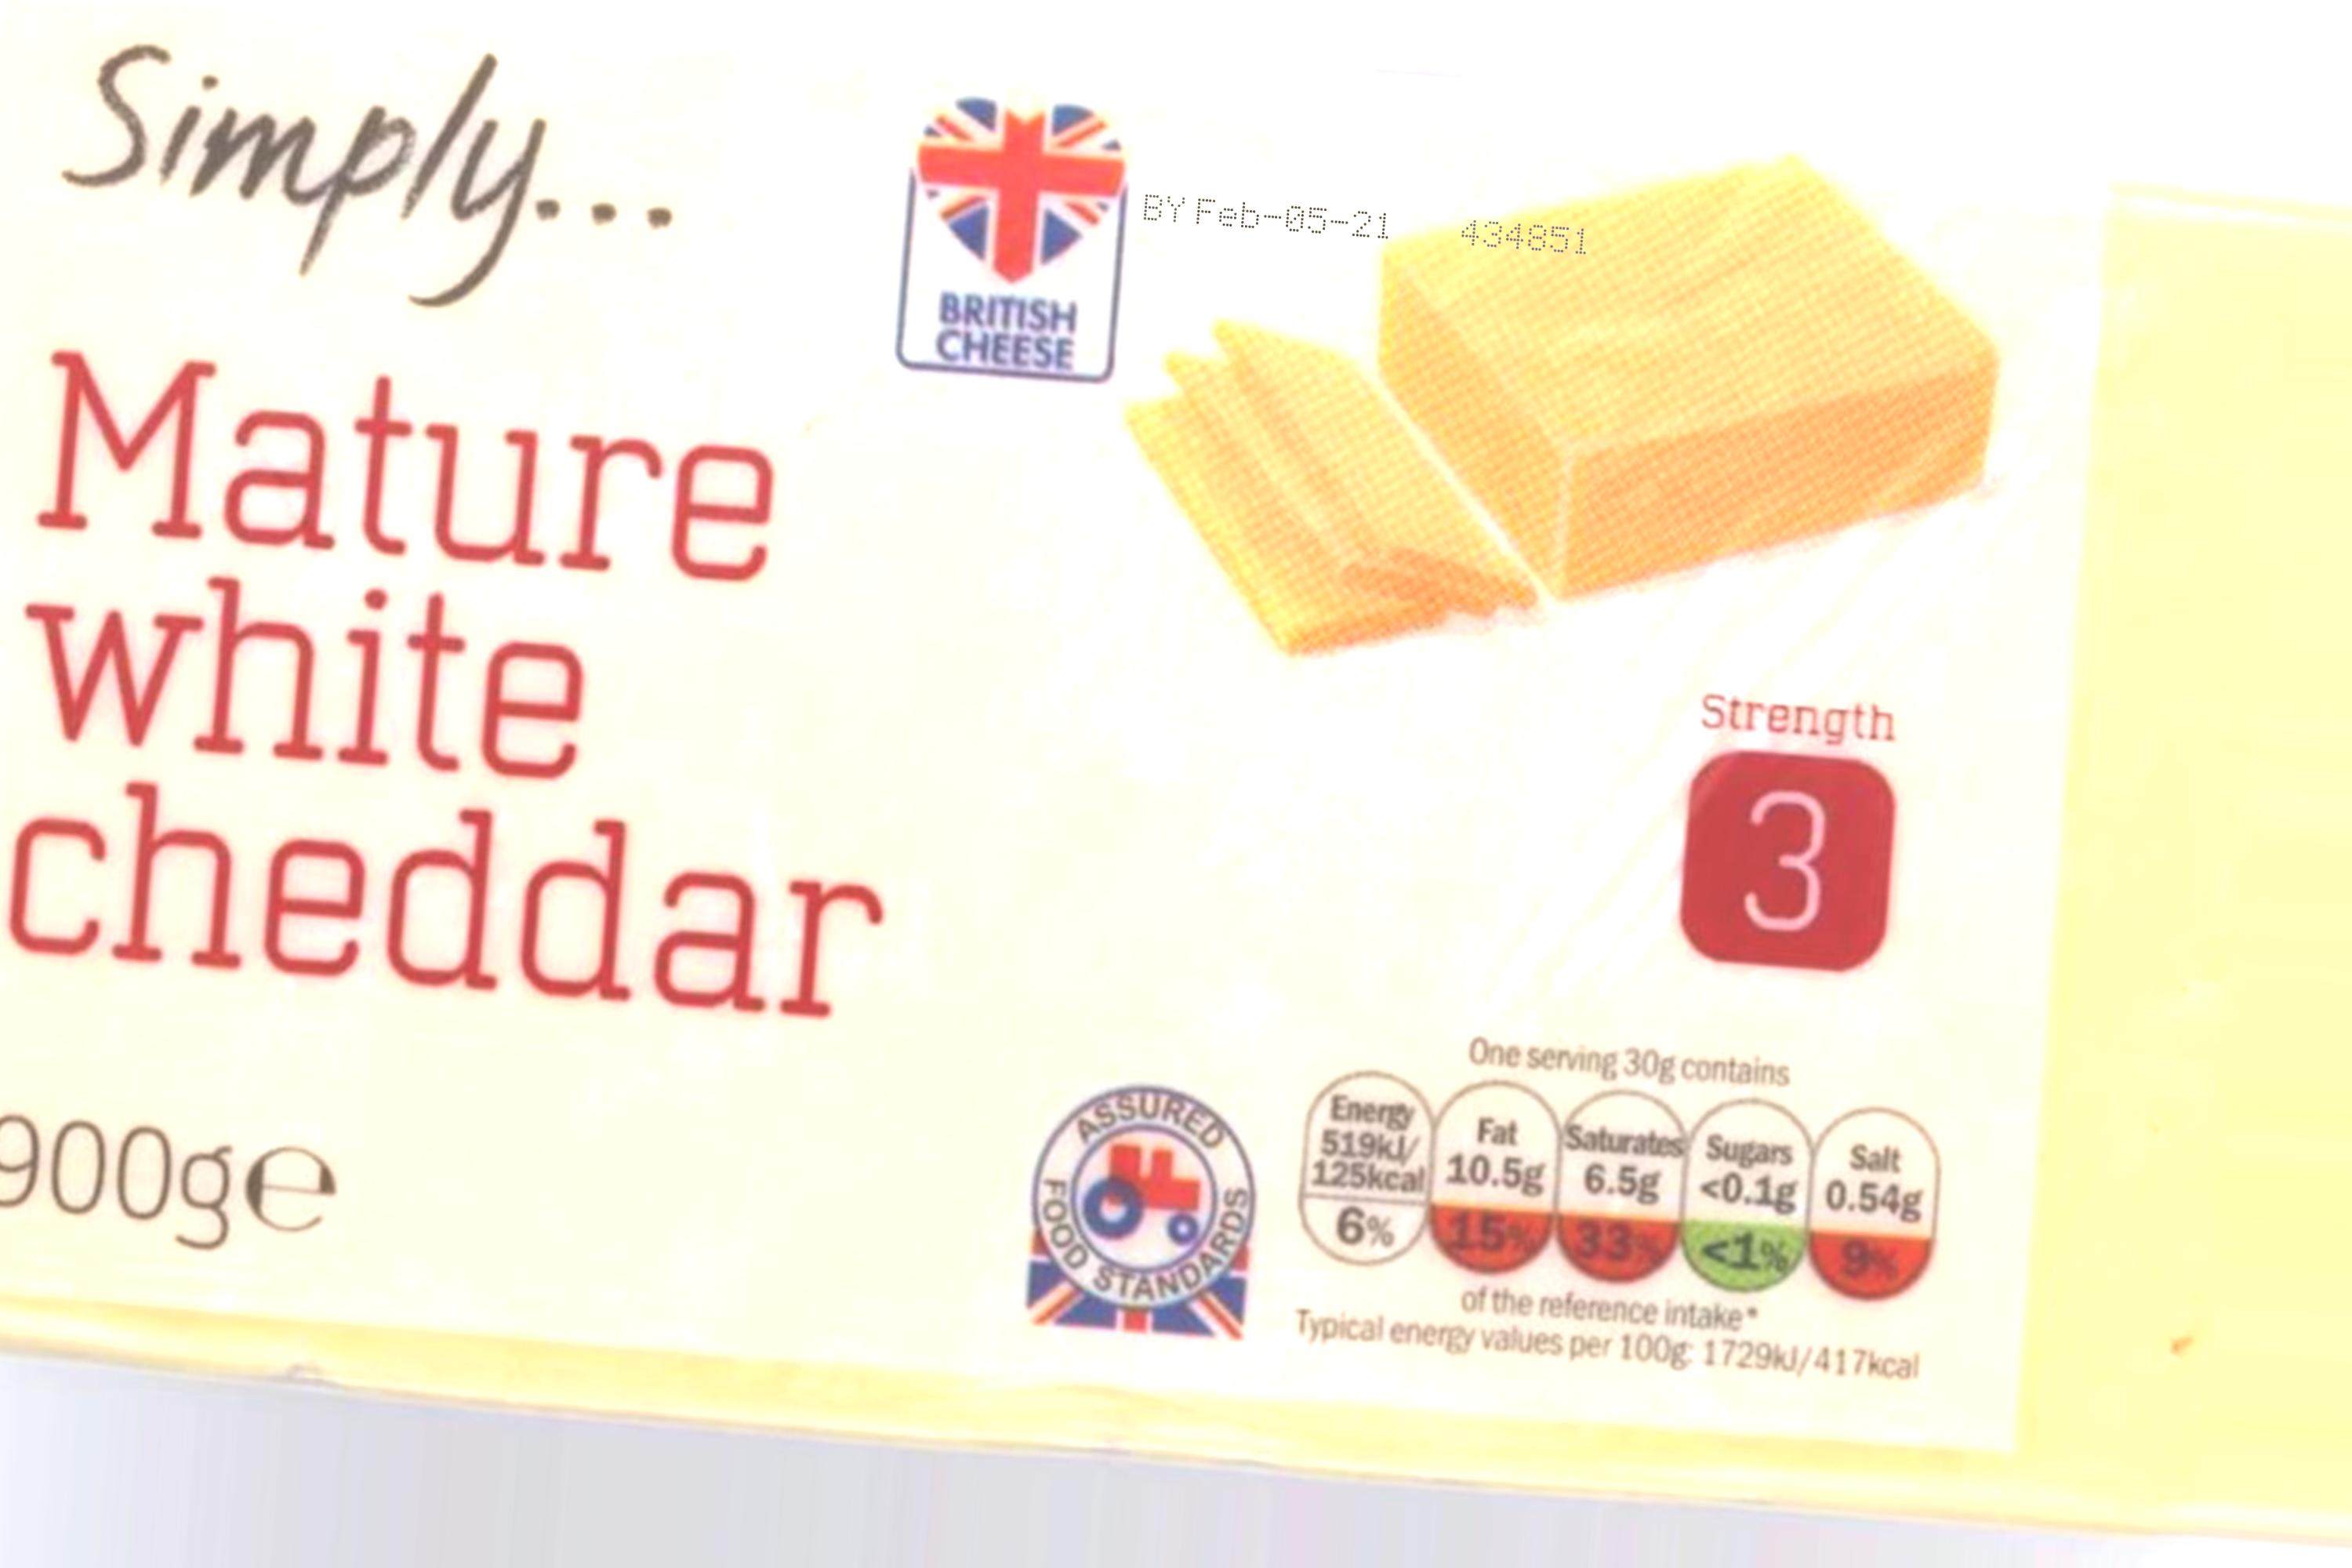 Simply...
BRITISH
CHEESE
BY Feb-05-21 434851
Mature
white
cheddar
Strength
3
900g℮
ASSURED
FOOD STANDARDS
One serving 30g contains
Energy
519kJ/
125kcal
6%
Fat
10.5g
15%
Saturates
6.5g
33%
Sugars
<0.1g
<1%
Salt
0.54g
9%
of the reference intake*
Typical energy values per 100g: 1729kJ/417kcal